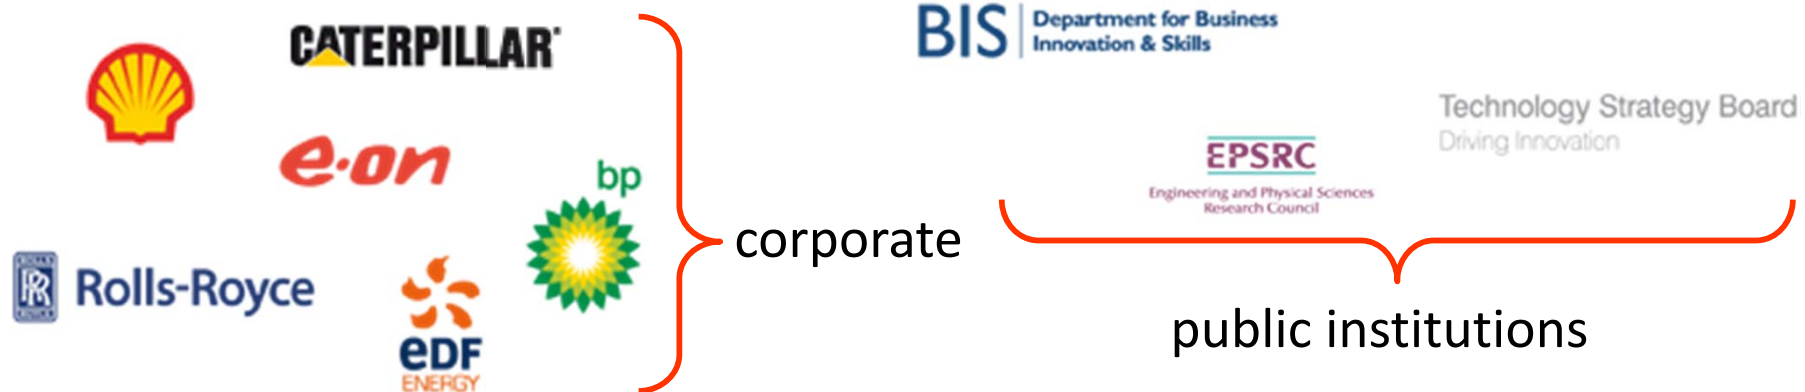 CATERPILLAR
e·on
bp
Rolls-Royce
eDF
ENERGY
corporate
BIS
Department for Business
Innovation & Skills
Technology Strategy Board
Driving Innovation
EPSRC
Engineering and Physical Sciences
Research Council
public institutions